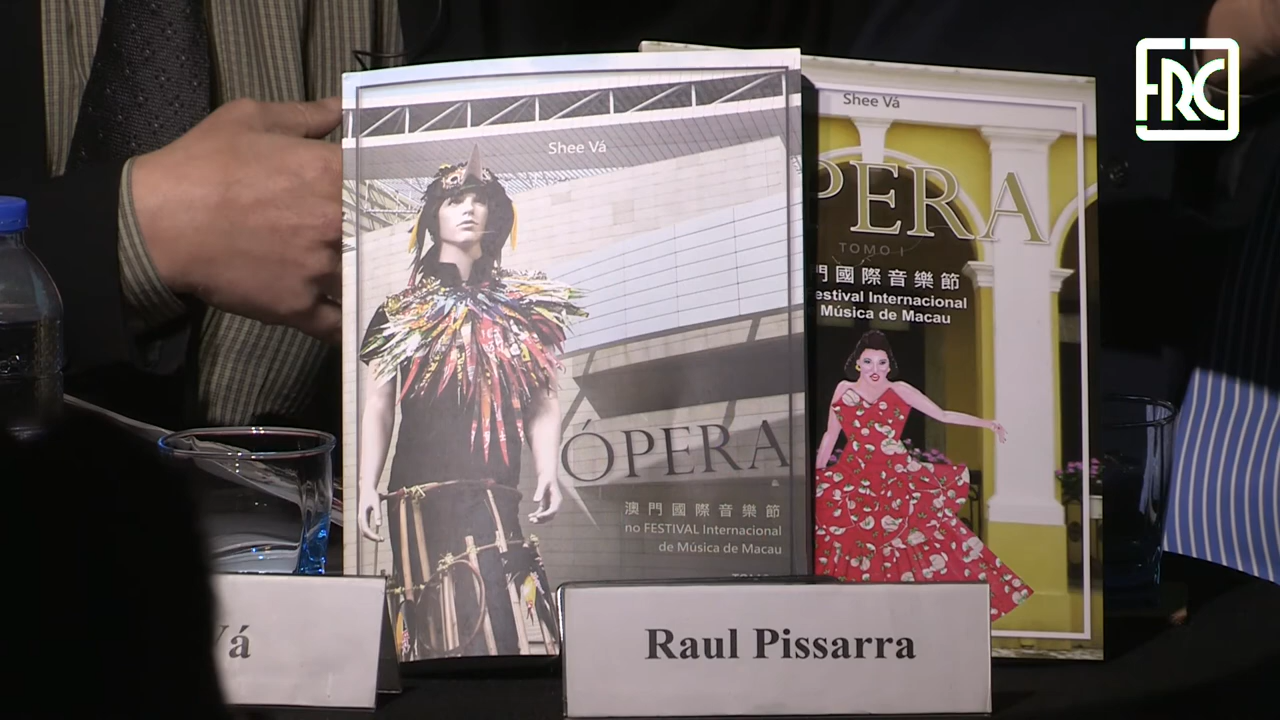 FRC
Shee Vá
ÓPERA
澳門國際音樂節
no FESTIVAL Internacional
de Música de Macau
Shee Vá
PERA
TOMO I
門國際音樂節
estival Internacional
Música de Macau
Vá
Raul Pissarra